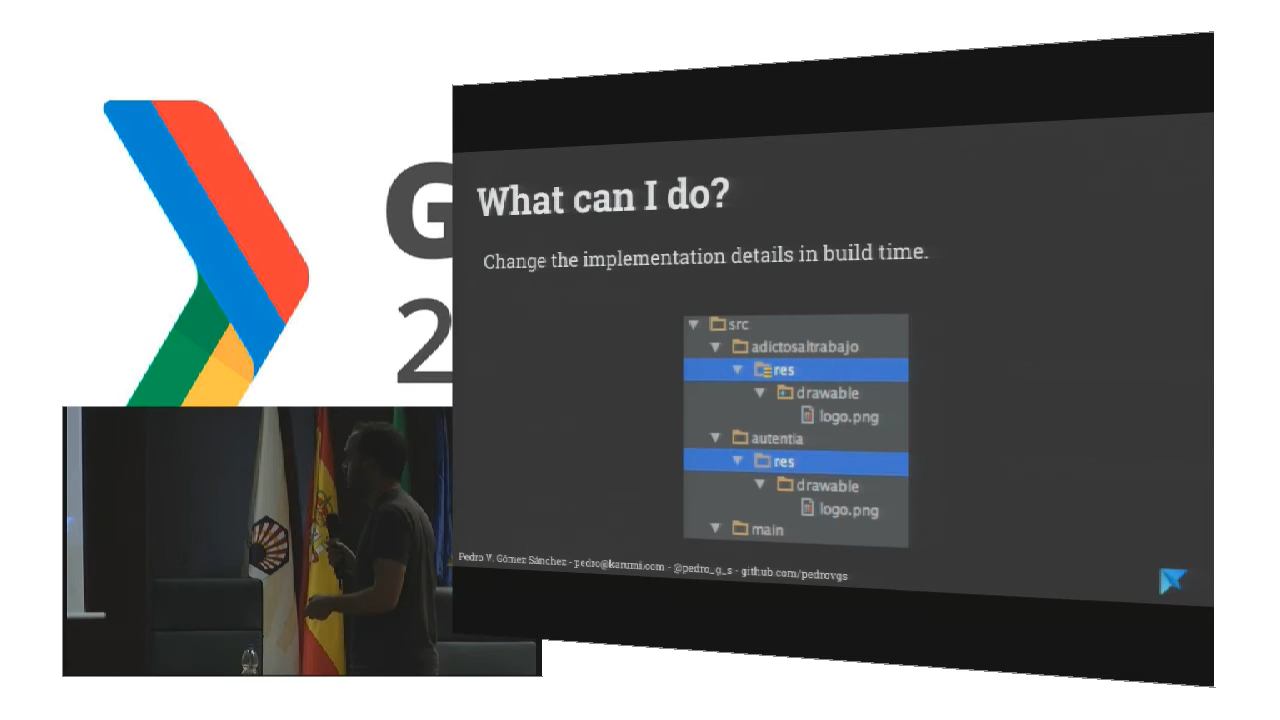 G
2
What can I do?
Change the implementation details in build time.
src
adictosaltrabajo
res
drawable
logo.png
autentia
res
drawable
logo.png
main
Pedro V. Gómez Sánchez - pedro@karumi.com - @pedro_g_s - github.com/pedrovgs